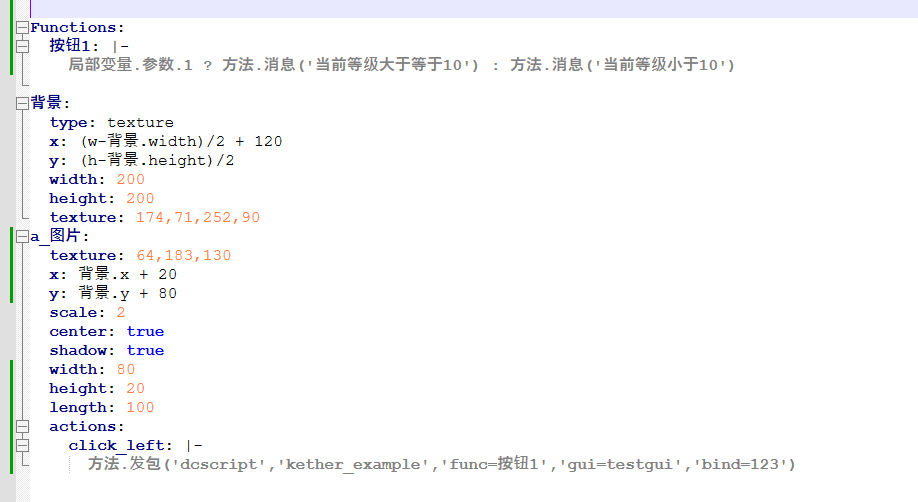 Functions:
按钮1: |-
局部变量.参数.1 ? 方法.消息('当前等级大于等于10') : 方法.消息('当前等级小于10')
背景:
type: texture
x: (w-背景.width)/2 + 120
y: (h-背景.height)/2
width: 200
height: 200
texture: 174,71,252,90
a_图片:
texture: 64,183,130
x: 背景.x + 20
y: 背景.y + 80
scale: 2
center: true
shadow: true
width: 80
height: 20
length: 100
actions:
click_left: |-
方法.发包('dcscript','kether_example','func=按钮1','gui=testgui','bind=123')